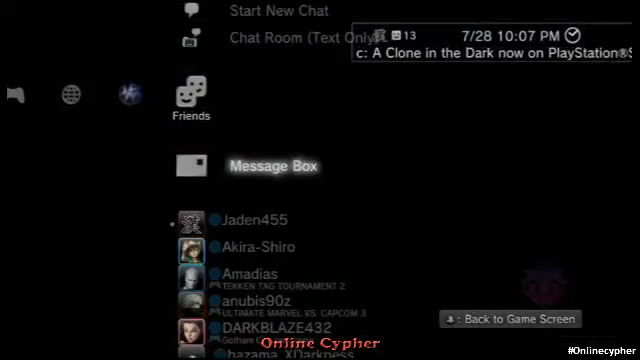 Start New Chat
Chat Room (Text Only)
13
7/28 10:07 PM
c: A Clone in the Dark now on PlayStation®S
Friends
Message Box
Jaden455
Akira-Shiro
Amadias
TEKKEN TAG TOURNAMENT 2
anubis90z
ULTIMATE MARVEL VS. CAPCOM 3
DARKBLAZE432
Gotham
hazama_XDarkness
: Back to Game Screen
Online Cypher
#Onlinecypher